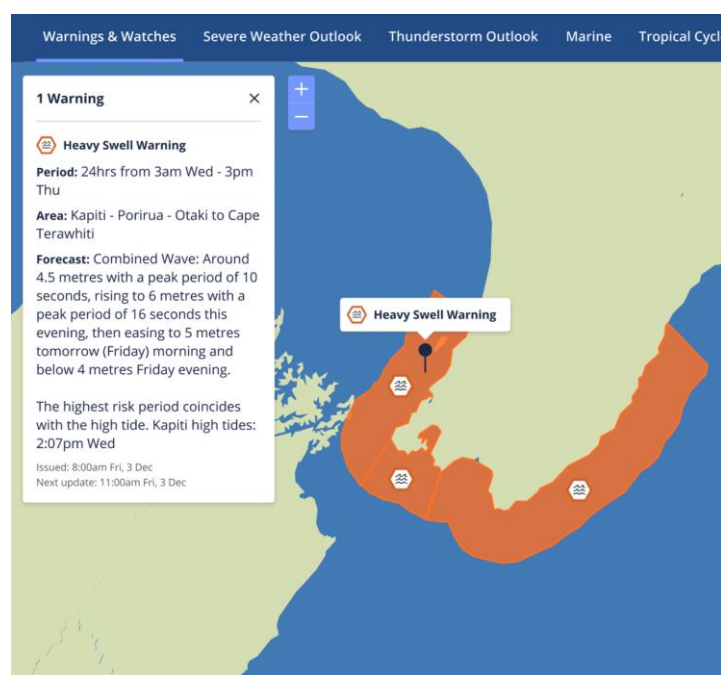 Warnings & Watches
Severe Weather Outlook
Thunderstorm Outlook
Marine
Tropical Cycl
1 Warning
Heavy Swell Warning
Period: 24hrs from 3am Wed - 3pm
Thu
Area: Kapiti - Porirua - Otaki to Cape
Terawhiti
Forecast: Combined Wave: Around
4.5 metres with a peak period of 10
seconds, rising to 6 metres with a
peak period of 16 seconds this
evening, then easing to 5 metres
tomorrow (Friday) morning and
below 4 metres Friday evening.
The highest risk period coincides
with the high tide. Kapiti high tides:
2:07pm Wed
Issued: 8:00am Fri, 3 Dec
Next update: 11:00am Fri, 3 Dec
Heavy Swell Warning